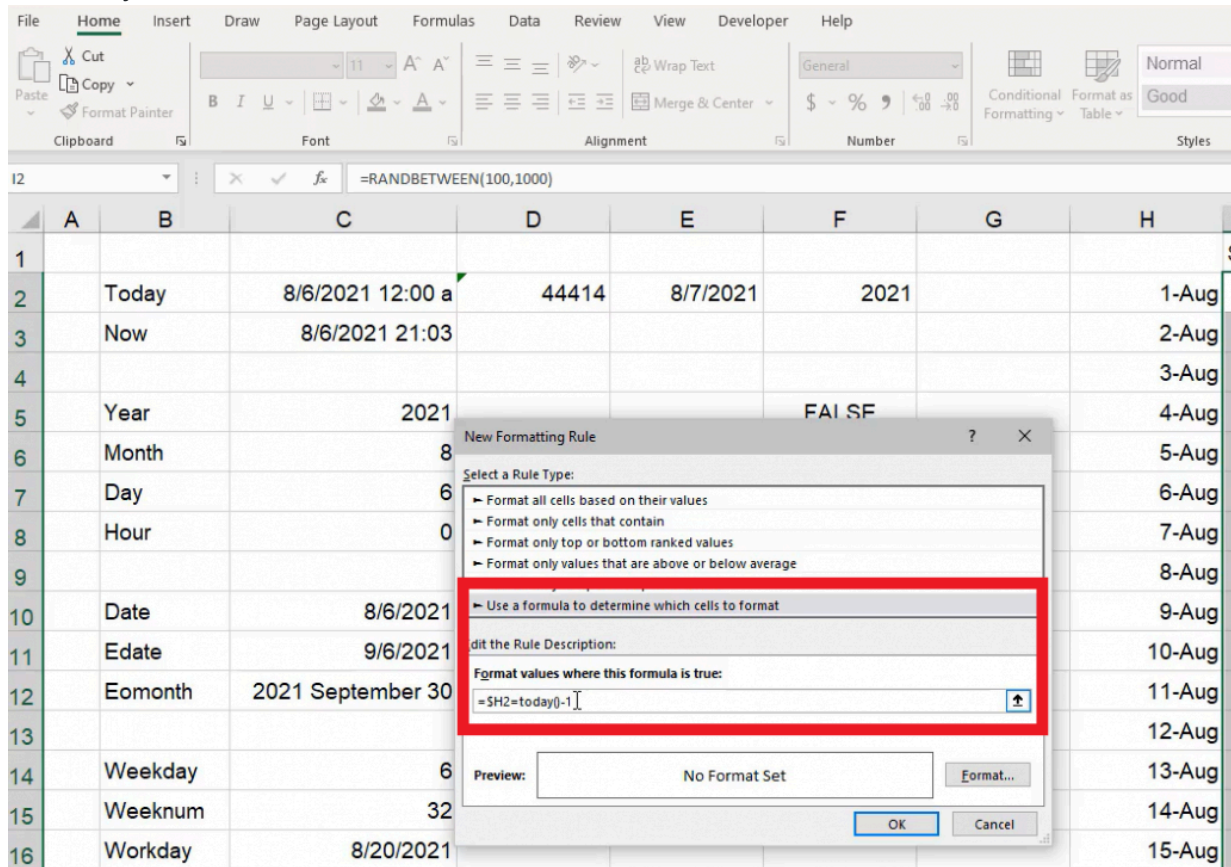 File Home Insert Draw Page Layout Formulas Data Review View Developer Help
Cut
Copy
Format Painter
Paste
11 A A
B I U A
ab Wrap Text
Merge & Center
General
$ % 9
Conditional Formatting
Format as Table
Normal
Good
Clipboard Font Alignment Number Styles
I2 fx =RANDBETWEEN(100,1000)
A B C D E F G H
1
2 Today 8/6/2021 12:00 a 44414 8/7/2021 2021 1-Aug
3 Now 8/6/2021 21:03 2-Aug
4 3-Aug
5 Year 2021 FALSE 4-Aug
6 Month 8 5-Aug
7 Day 6 6-Aug
8 Hour 0 7-Aug
9 8-Aug
10 Date 8/6/2021 9-Aug
11 Edate 9/6/2021 10-Aug
12 Eomonth 2021 September 30 11-Aug
13 12-Aug
14 Weekday 6 13-Aug
15 Weeknum 32 14-Aug
16 Workday 8/20/2021 15-Aug
New Formatting Rule ? ×
Select a Rule Type:
► Format all cells based on their values
► Format only cells that contain
► Format only top or bottom ranked values
► Format only values that are above or below average
► Use a formula to determine which cells to format
dit the Rule Description:
Format values where this formula is true:
=$H2=today()-1
Preview: No Format Set Format...
OK Cancel